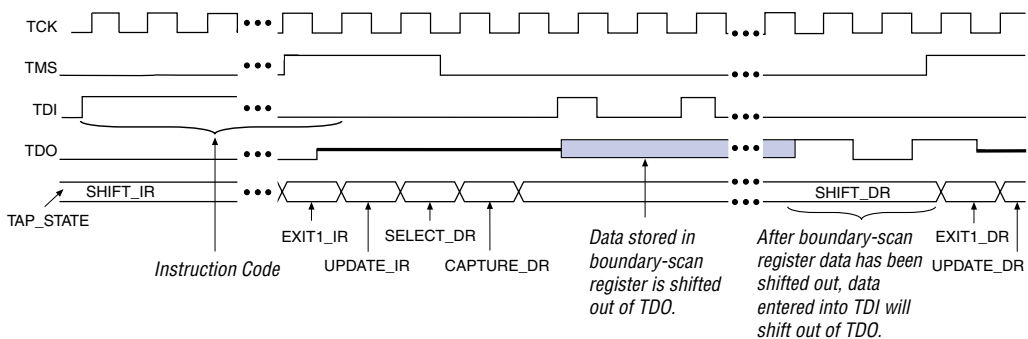 TCK
TMS
TDI
TDO
SHIFT_IR
SHIFT_DR
TAP_STATE
EXIT1_IR
SELECT_DR
UPDATE_IR
CAPTURE_DR
Instruction Code
Data stored in
boundary-scan
register is shifted
out of TDO.
After boundary-scan
register data has been
shifted out, data
entered into TDI will
shift out of TDO.
EXIT1_DR
UPDATE_DR